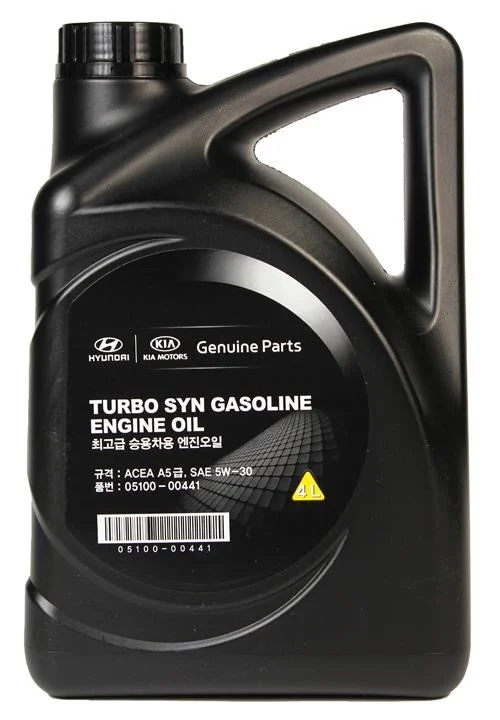 HYUNDAI
KIA
KIA MOTORS
Genuine Parts
TURBO SYN GASOLINE
ENGINE OIL
최고급 승용차용 엔진오일
규격 : ACEA A5급, SAE 5W-30
품번 : 05100-00441
4 L
05100-00441